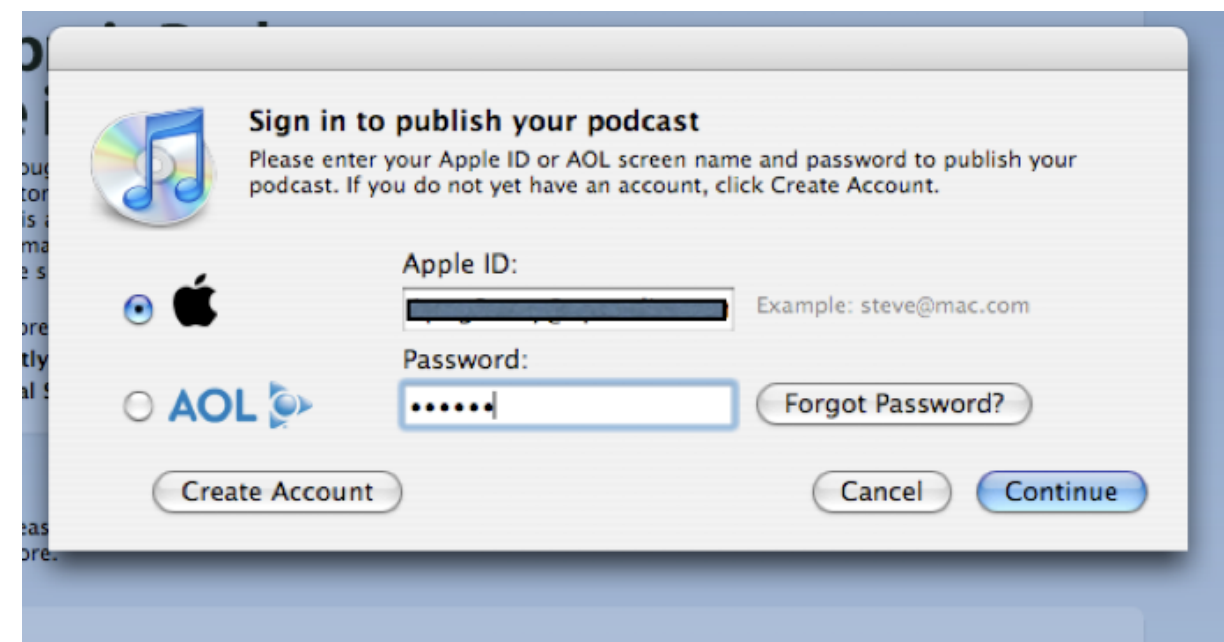 Sign in to publish your podcast
Please enter your Apple ID or AOL screen name and password to publish your
podcast. If you do not yet have an account, click Create Account.
Apple ID:
Example: steve@mac.com
Password:
AOL
••••••
Forgot Password?
Create Account
Cancel
Continue